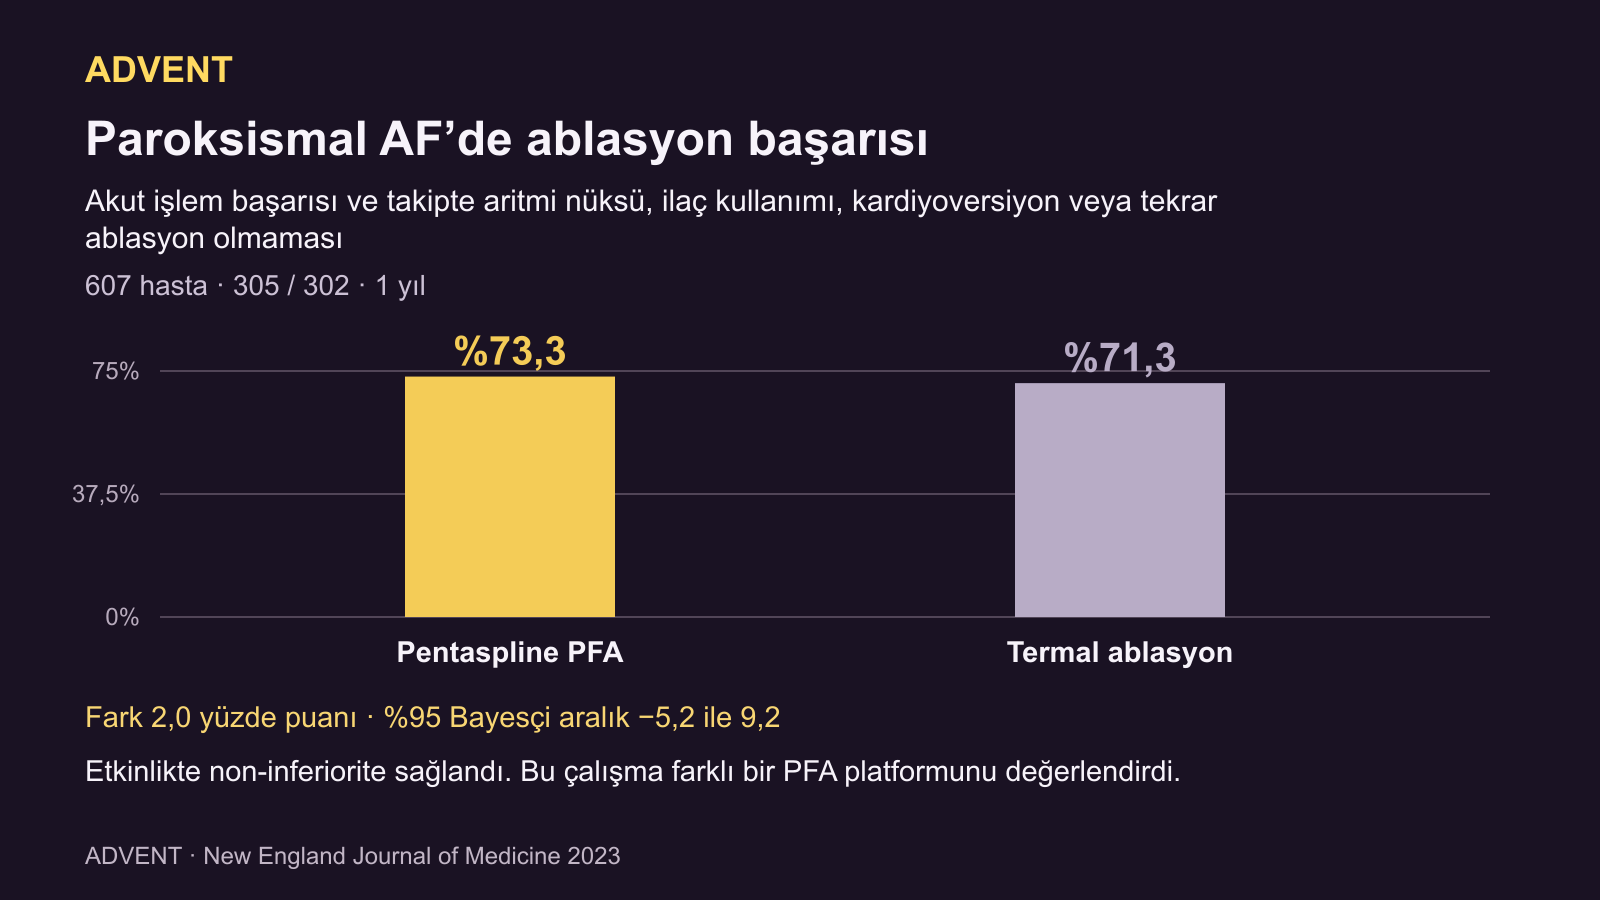 ADVENT
Paroksismal AF’de ablasyon başarısı
Akut işlem başarısı ve takipte aritmi nüksü, ilaç kullanımı, kardiyoversiyon veya tekrar
ablasyon olmaması
607 hasta · 305 / 302 · 1 yıl
%73,3
%71,3
75%
37,5%
0%
Pentaspline PFA
Termal ablasyon
Fark 2,0 yüzde puanı · %95 Bayesçi aralık −5,2 ile 9,2
Etkinlikte non-inferiorite sağlandı. Bu çalışma farklı bir PFA platformunu değerlendirdi.
ADVENT · New England Journal of Medicine 2023